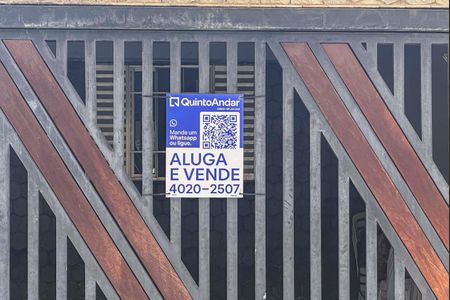 QuintoAndar
Mande um
Whatsapp
ou ligue.
ALUGA
E VENDE
4020-2507